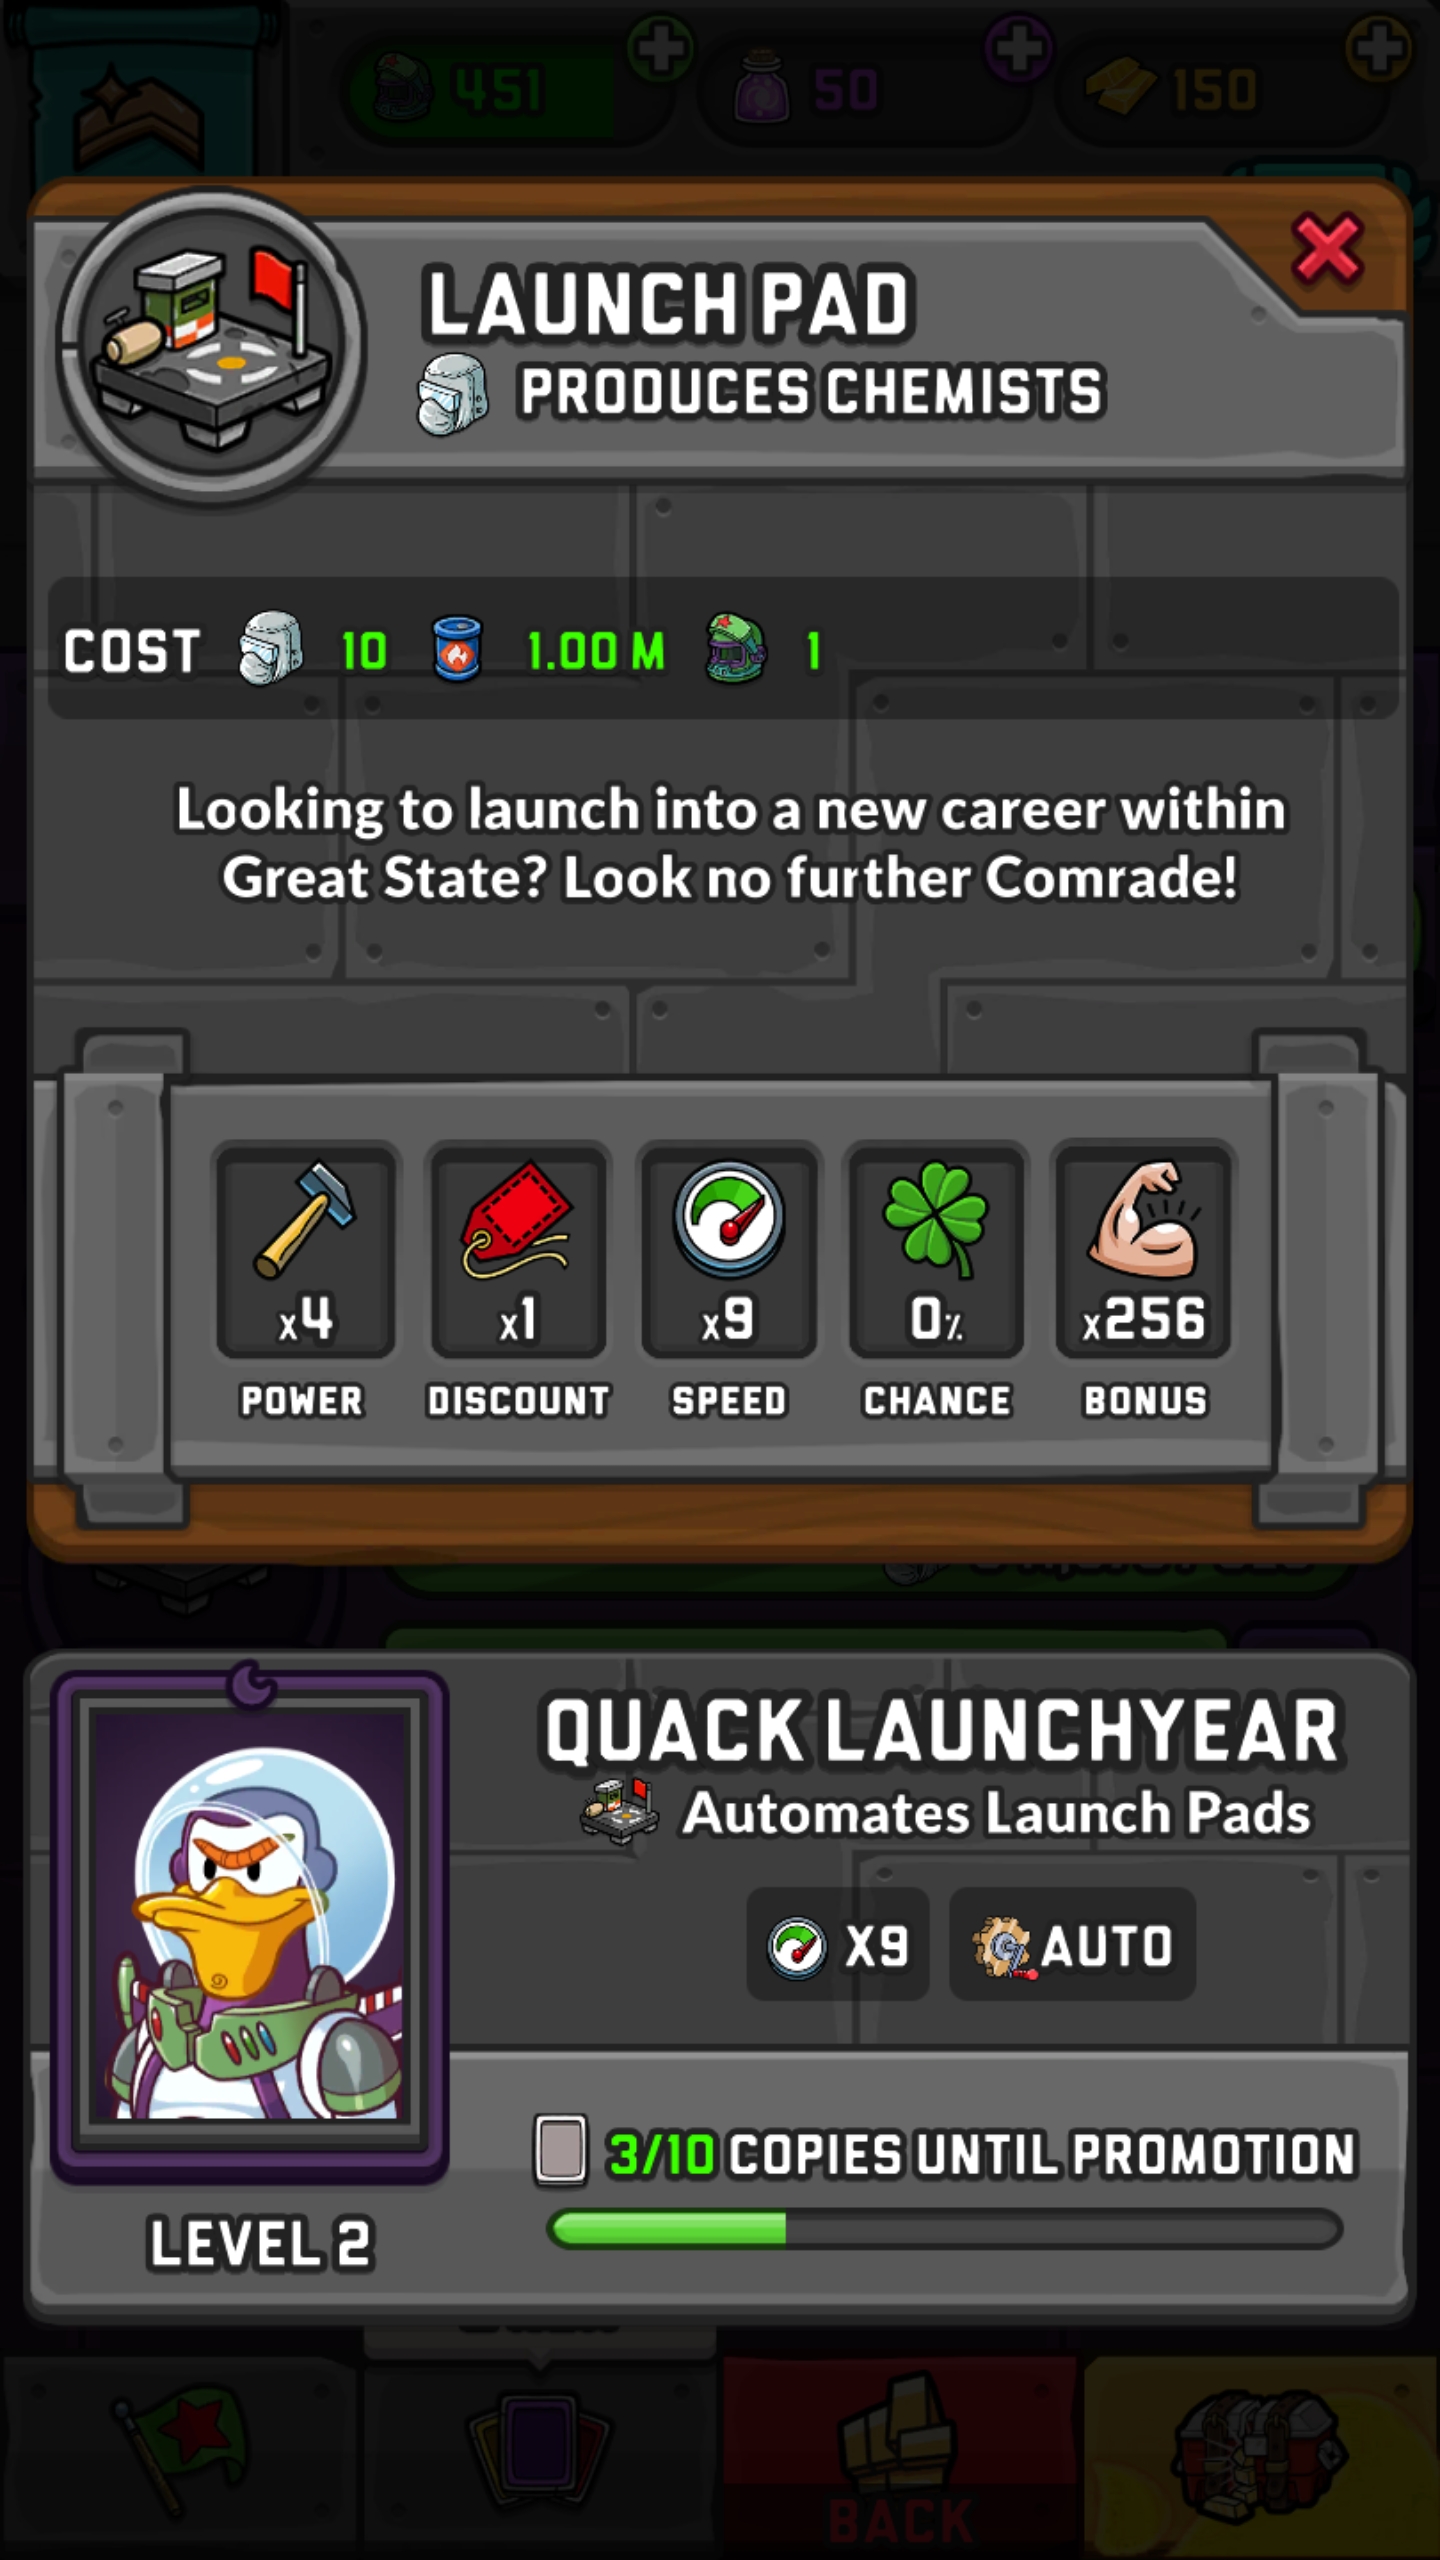 451 50 150
LAUNCH PAD
PRODUCES CHEMISTS
COST 10 1.00 M 1
Looking to launch into a new career within
Great State? Look no further Comrade!
x4 x1 x9 0% x256
POWER DISCOUNT SPEED CHANCE BONUS
QUACK LAUNCHYEAR
Automates Launch Pads
X9 AUTO
3/10 COPIES UNTIL PROMOTION
LEVEL 2
BACK